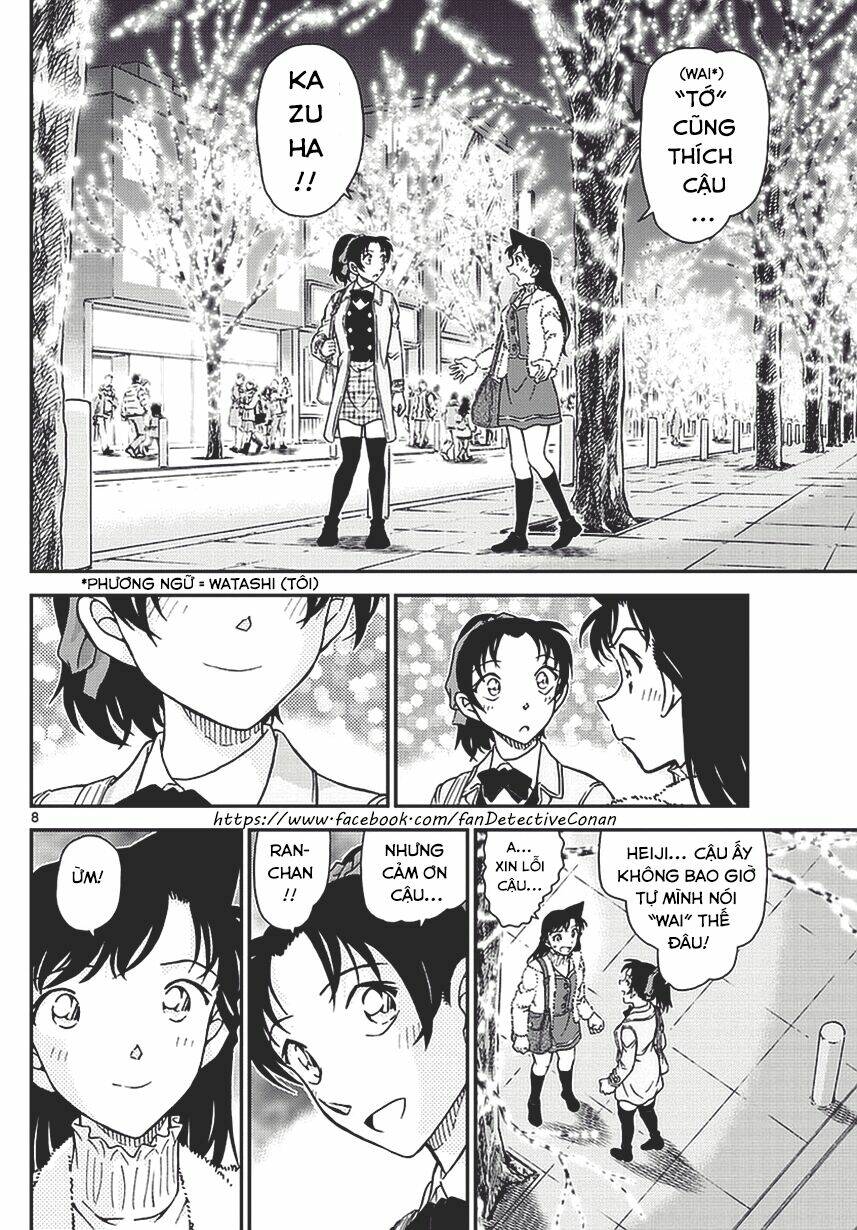 (WAI*)
"TỚ"
CŨNG
THÍCH
CẬU
...
KA
ZU
HA
!!
*PHƯƠNG NGỮ = WATASHI (TÔI)
8
https://www.facebook.com/fanDetectiveConan
HEIJI... CẬU ẤY
KHÔNG BAO GIỜ
TỰ MÌNH NÓI
"WAI" THẾ
ĐÂU!
A...
XIN LỖI
CẬU...
NHƯNG
CẢM ƠN
CẬU...
RAN-
CHAN
!!
ỪM!